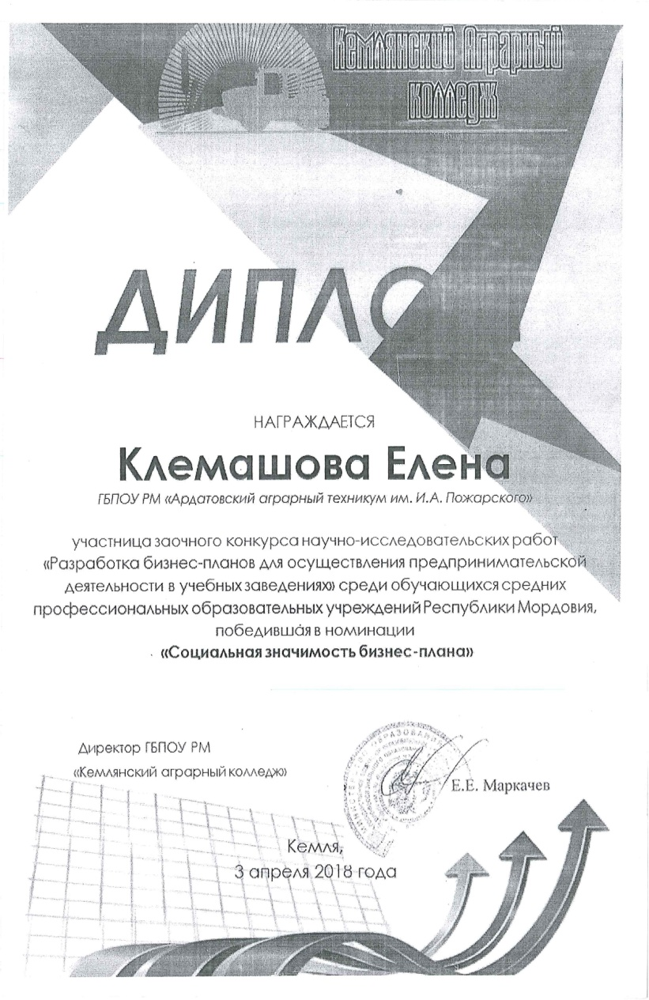 Кемлянский Аграрный
колледж
ДИПЛО
НАГРАЖДАЕТСЯ
Клемашова Елена
ГБПОУ РМ «Ардатовский аграрный техникум им. И.А. Пожарского»
участница заочного конкурса научно-исследовательских работ
«Разработка бизнес-планов для осуществления предпринимательской
деятельности в учебных заведениях» среди обучающихся средних
профессиональных образовательных учреждений Республики Мордовия,
победившая в номинации
«Социальная значимость бизнес-плана»
Директор ГБПОУ РМ
«Кемлянский аграрный колледж»
Е.Е. Маркачев
Кемля,
3 апреля 2018 года